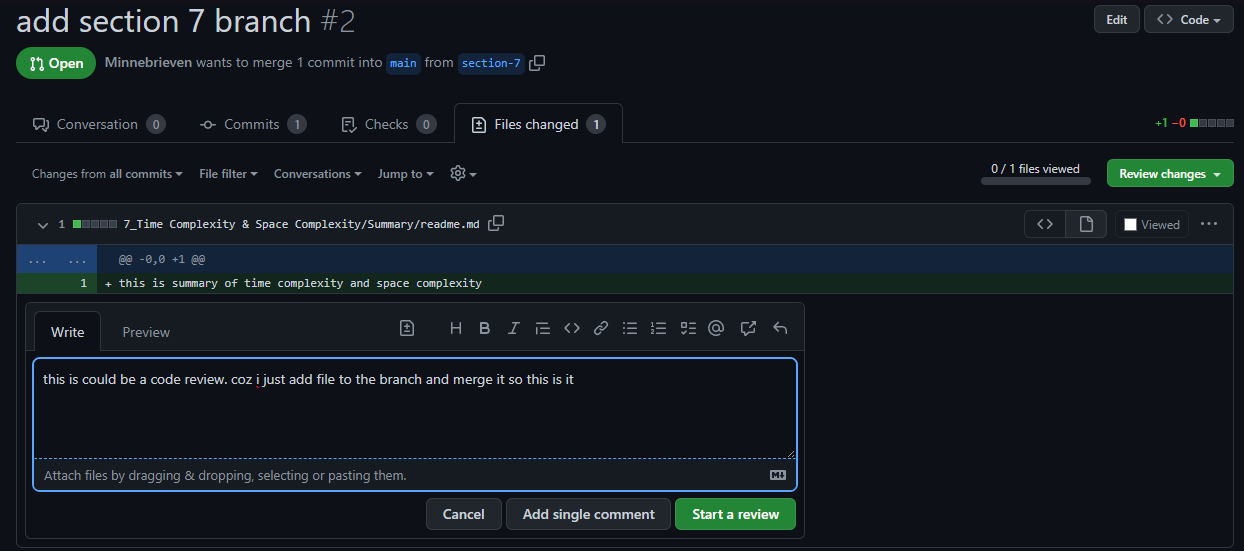 add section 7 branch #2
Edit
<> Code
Open
Minnebrieven wants to merge 1 commit into main from section-7
Conversation 0
Commits 1
Checks 0
Files changed 1
+1 −0
Changes from all commits
File filter
Conversations
Jump to
0 / 1 files viewed
Review changes
1 7_Time Complexity & Space Complexity/Summary/readme.md
Viewed
... ... @@ -0,0 +1 @@
1 + this is summary of time complexity and space complexity
Write
Preview
this is could be a code review. coz i just add file to the branch and merge it so this is it
Attach files by dragging & dropping, selecting or pasting them.
Cancel
Add single comment
Start a review